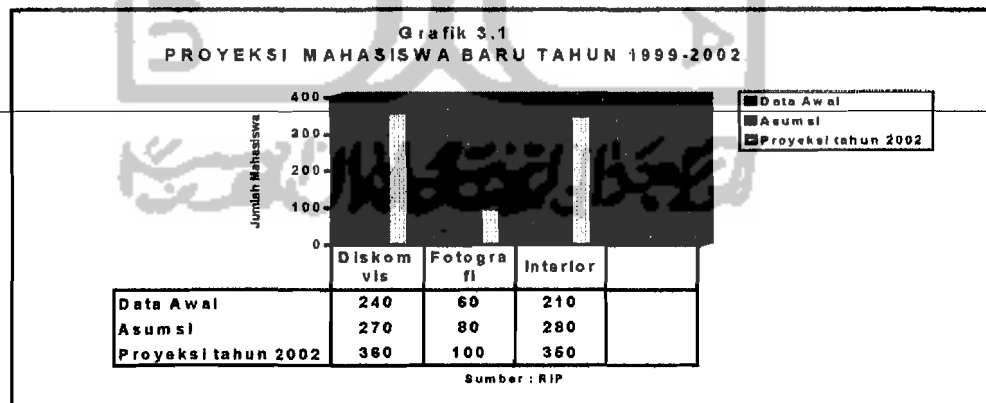 Grafik 3.1
PROYEKSI MAHASISWA BARU TAHUN 1999-2002
Jumlah Mahasiswa
400
300
200
100
0
Data Awal
Asumsi
Proyeksi tahun 2002
Diskom vis Fotogra fi Interior
Data Awal 240 60 210
Asumsi 270 80 280
Proyeksi tahun 2002 360 100 350
Sumber : RIP